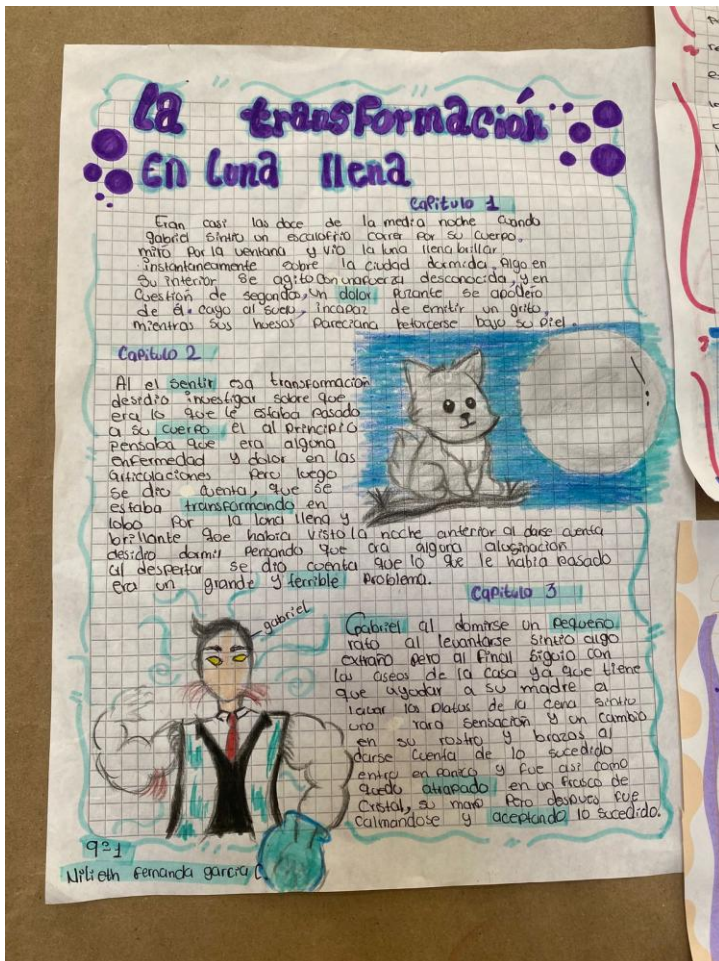 La transformación
En luna llena
Capitulo 1
Eran casi las doce de la media noche cuando
gabriel sintio un escalofrio correr por su cuerpo,
miro por la ventana y vio la luna llena brillar
instantaneamente sobre la ciudad dormida, Algo en
su interior se agito con una fuerza desconocida, y en
cuestión de segundos, un dolor punzante se apodero
de él. cayo al suelo, incapaz de emitir un grito,
mientras sus huesos pareciana retorcerse bajo su piel.
Capitulo 2
Al el sentir esa transformación
desidio investigar sobre que
era lo que le estaba pasado
a su cuerpo el al principio
pensaba que era alguna
enfermedad y dolor en las
articulaciones pero luego
se dio cuenta, que se
estaba transformando en
lobo por la luna llena y
brillante que habia visto la noche anterior al darse cuenta
desidio dormir pensando que era alguna alusinación
al despertar se dio cuenta que lo que le habia pasado
era un grande y terrible problema.
Capitulo 3
gabriel
Gabriel al domirse un pequeño
rato al levantarse sintio algo
extraño pero al final siguio con
los aseos de la casa ya que tiene
que ayudar a su madre a
labar los platos de la cena sintio
una rara sensación y un cambio
en su rostro y brazos al
darse cuenta de lo sucedido
entro en panico y fue asi como
quedo atrapado en un frasco de
cristal, su mano pero despues fue
calmandose y aceptando lo sucedido.
9º1
Nilieth fernanda garcia C.